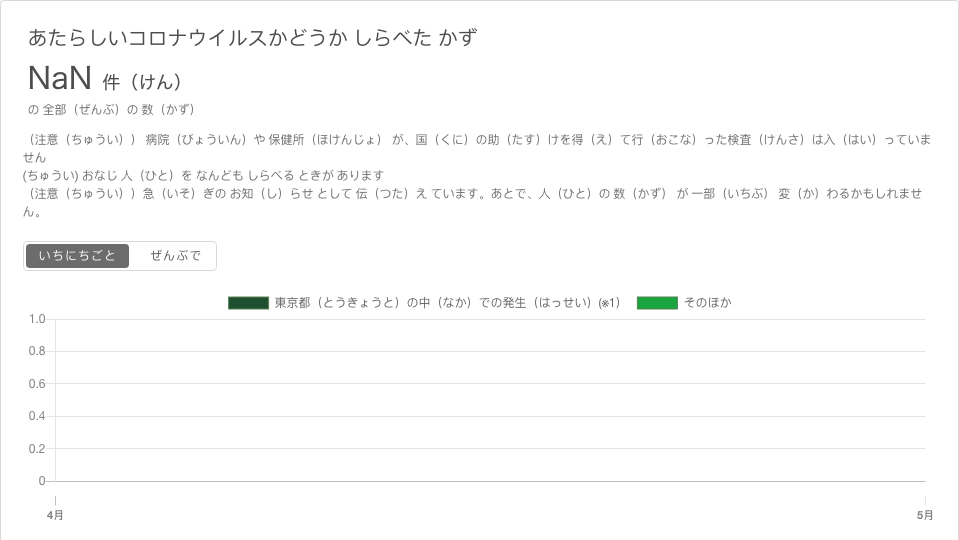 あたらしいコロナウイルスかどうか しらべた かず
NaN 件（けん）
の 全部（ぜんぶ）の 数（かず）
（注意（ちゅうい）） 病院（びょういん）や 保健所（ほけんじょ） が、国（くに）の助（たす）けを得（え）て行（おこな）った検査（けんさ）は入（はい）っていま
せん
(ちゅうい) おなじ 人（ひと）を なんども しらべる ときが あります
（注意（ちゅうい））急（いそ）ぎの お知（し）らせ として 伝（つた）え ています。あとで、人（ひと）の 数（かず） が 一部（いちぶ） 変（か）わるかもしれませ
ん。
いちにちごと ぜんぶで
東京都（とうきょうと）の中（なか）での発生（はっせい）(※1) そのほか
1.0
0.8
0.6
0.4
0.2
0
4月 5月